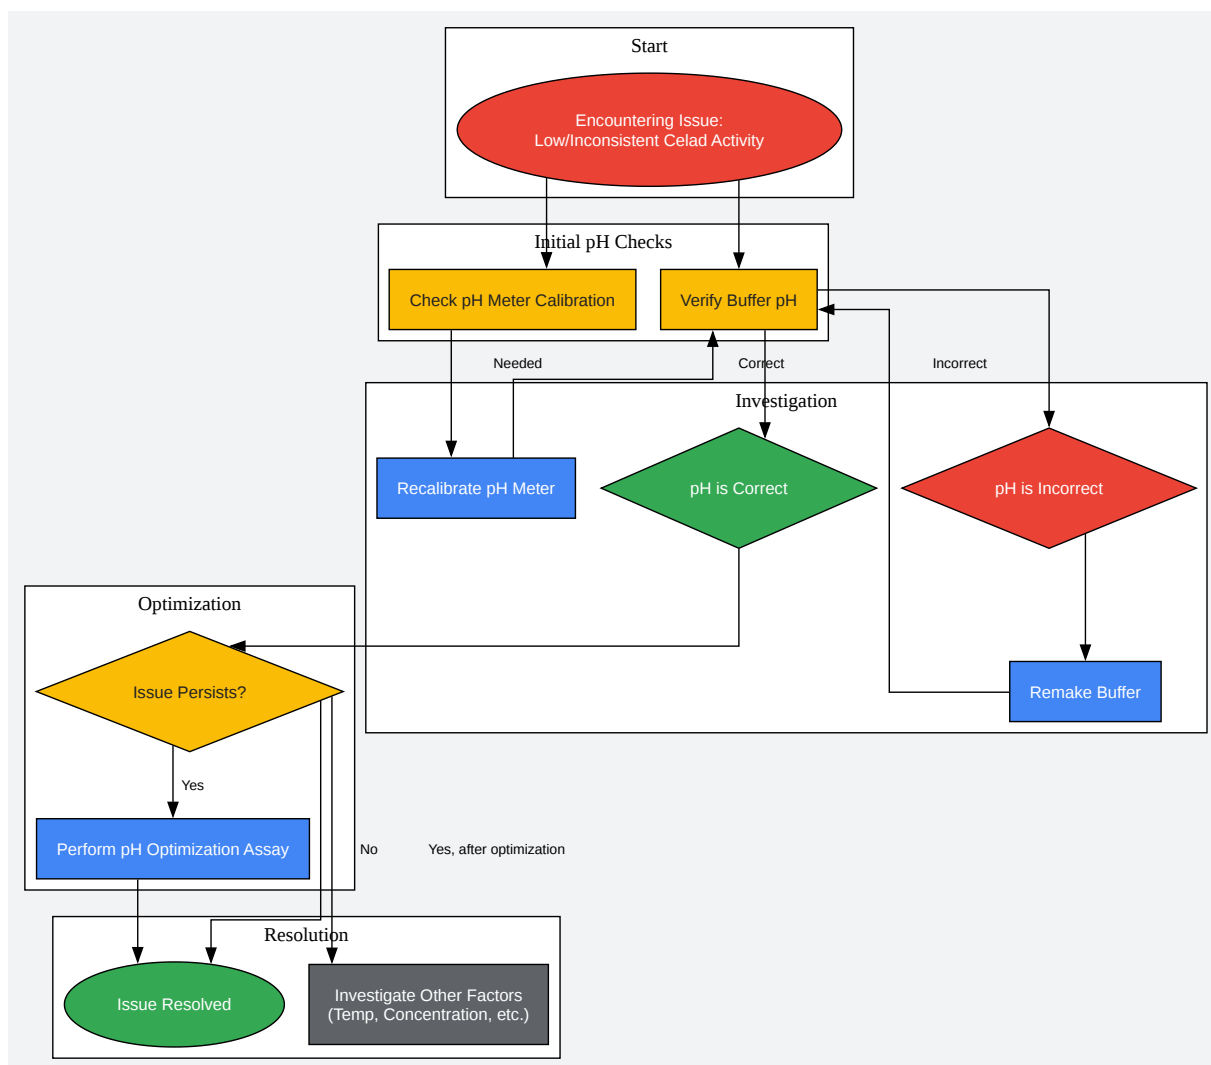 Start
Encountering Issue:
Low/Inconsistent Celad Activity
Initial pH Checks
Check pH Meter Calibration
Verify Buffer pH
Needed
Correct
Incorrect
Investigation
Recalibrate pH Meter
pH is Correct
pH is Incorrect
Optimization
Issue Persists?
Remake Buffer
Yes
Perform pH Optimization Assay
No
Yes, after optimization
Resolution
Issue Resolved
Investigate Other Factors
(Temp, Concentration, etc.)